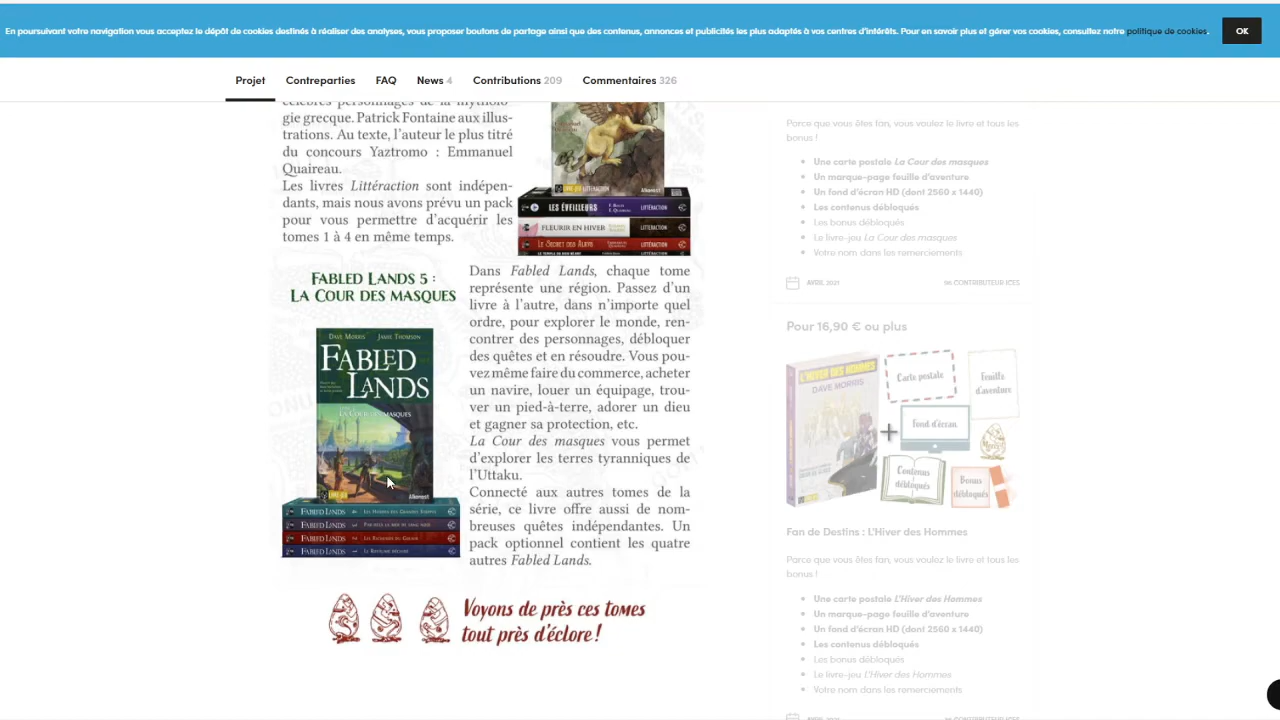 En poursuivant votre navigation vous acceptez le dépôt de cookies destinés à réaliser des analyses, vous proposer boutons de partage ainsi que des contenus, annonces et publicités les plus adaptés à vos centres d'intérêts. Pour en savoir plus et gérer vos cookies, consultez notre politique de cookies.
OK
Projet Contreparties FAQ News 4 Contributions 209 Commentaires 326
célèbres personnages de la mytholo-
gie grecque. Patrick Fontaine aux illus-
trations. Au texte, l'auteur le plus titré
du concours Yaztromo : Emmanuel
Quaireau.
Les livres Littéraction sont indépen-
dants, mais nous avons prévu un pack
pour vous permettre d'acquérir les
tomes 1 à 4 en même temps.
LES ÉVEILLEURS
LITTÉRACTION
FLEURIR EN HIVER
LITTÉRACTION
LE SECRET DES ALRYS
LITTÉRACTION
FABLED LANDS 5 :
LA COUR DES MASQUES
DAVE MORRIS JAMIE THOMSON
FABLED
LANDS
LA COUR DES MASQUES
Alkonost
FABLED LANDS
FABLED LANDS
FABLED LANDS
FABLED LANDS
Dans Fabled Lands, chaque tome
représente une région. Passez d'un
livre à l'autre, dans n'importe quel
ordre, pour explorer le monde, ren-
contrer des personnages, débloquer
des quêtes et en résoudre. Vous pou-
vez même faire du commerce, acheter
un navire, louer un équipage, trou-
ver un pied-à-terre, adorer un dieu
et gagner sa protection, etc.
La Cour des masques vous permet
d'explorer les terres tyranniques de
l'Uttaku.
Connecté aux autres tomes de la
série, ce livre offre aussi de nom-
breuses quêtes indépendantes. Un
pack optionnel contient les quatre
autres Fabled Lands.
Voyons de près ces tomes
tout près d'éclore !
Parce que vous êtes fan, vous voulez le livre et tous les
bonus !
Une carte postale La Cour des masques
Un marque-page feuille d'aventure
Un fond d'écran HD (dont 2560 x 1440)
Les contenus débloqués
Les bonus débloqués
Le livre-jeu La Cour des masques
Votre nom dans les remerciements
AVRIL 2021
CONTRIBUTEUR·ICES
Pour 16,90 € ou plus
L'HIVER DES HOMMES
DAVE MORRIS
Carte postale
Feuille
d'aventure
Fond d'écran
Contenus
débloqués
Bonus
débloqués
Fan de Destins : L'Hiver des Hommes
Parce que vous êtes fan, vous voulez le livre et tous les
bonus !
Une carte postale L'Hiver des Hommes
Un marque-page feuille d'aventure
Un fond d'écran HD (dont 2560 x 1440)
Les contenus débloqués
Les bonus débloqués
Le livre-jeu L'Hiver des Hommes
Votre nom dans les remerciements